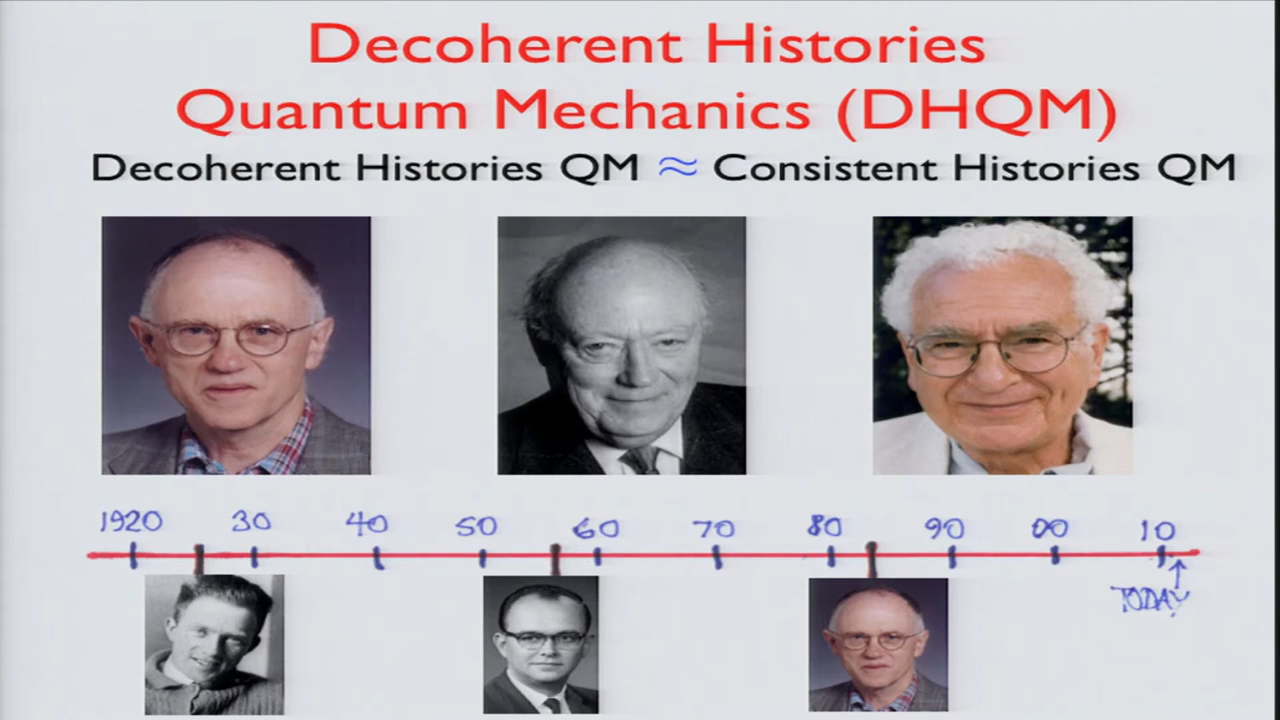 Decoherent Histories
Quantum Mechanics (DHQM)
Decoherent Histories QM ≈ Consistent Histories QM
1920 30 40 50 60 70 80 90 00 10
TODAY